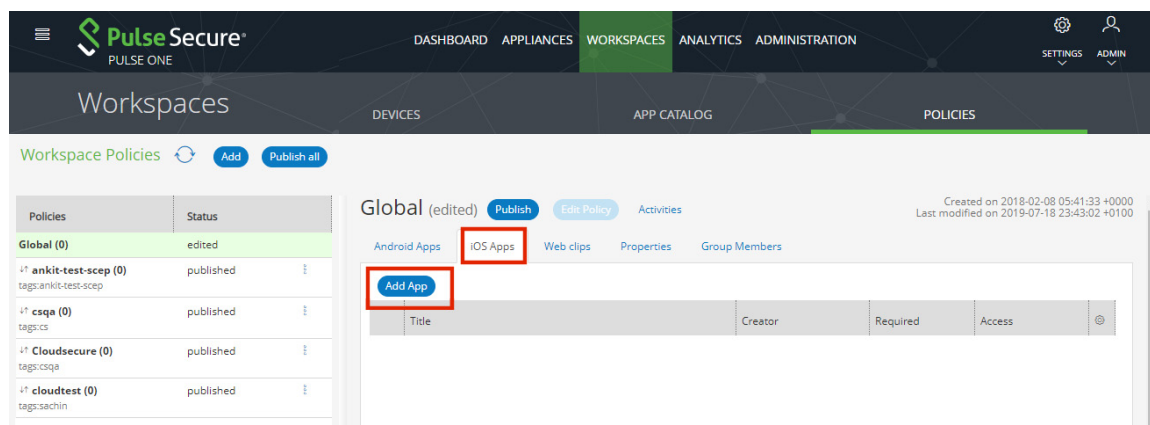 Pulse Secure®
PULSE ONE
DASHBOARD APPLIANCES WORKSPACES ANALYTICS ADMINISTRATION
SETTINGS ADMIN
Workspaces
DEVICES APP CATALOG POLICIES
Workspace Policies Add Publish all
Policies Status
Global (0) edited
ankit-test-scep (0) published
tags:ankit-test-scep
csqa (0) published
tags:cs
Cloudsecure (0) published
tags:csqa
cloudtest (0) published
tags:sachin
Global (edited) Publish Edit Policy Activities
Created on 2018-02-08 05:41:33 +0000
Last modified on 2019-07-18 23:43:02 +0100
Android Apps iOS Apps Web clips Properties Group Members
Add App
Title Creator Required Access